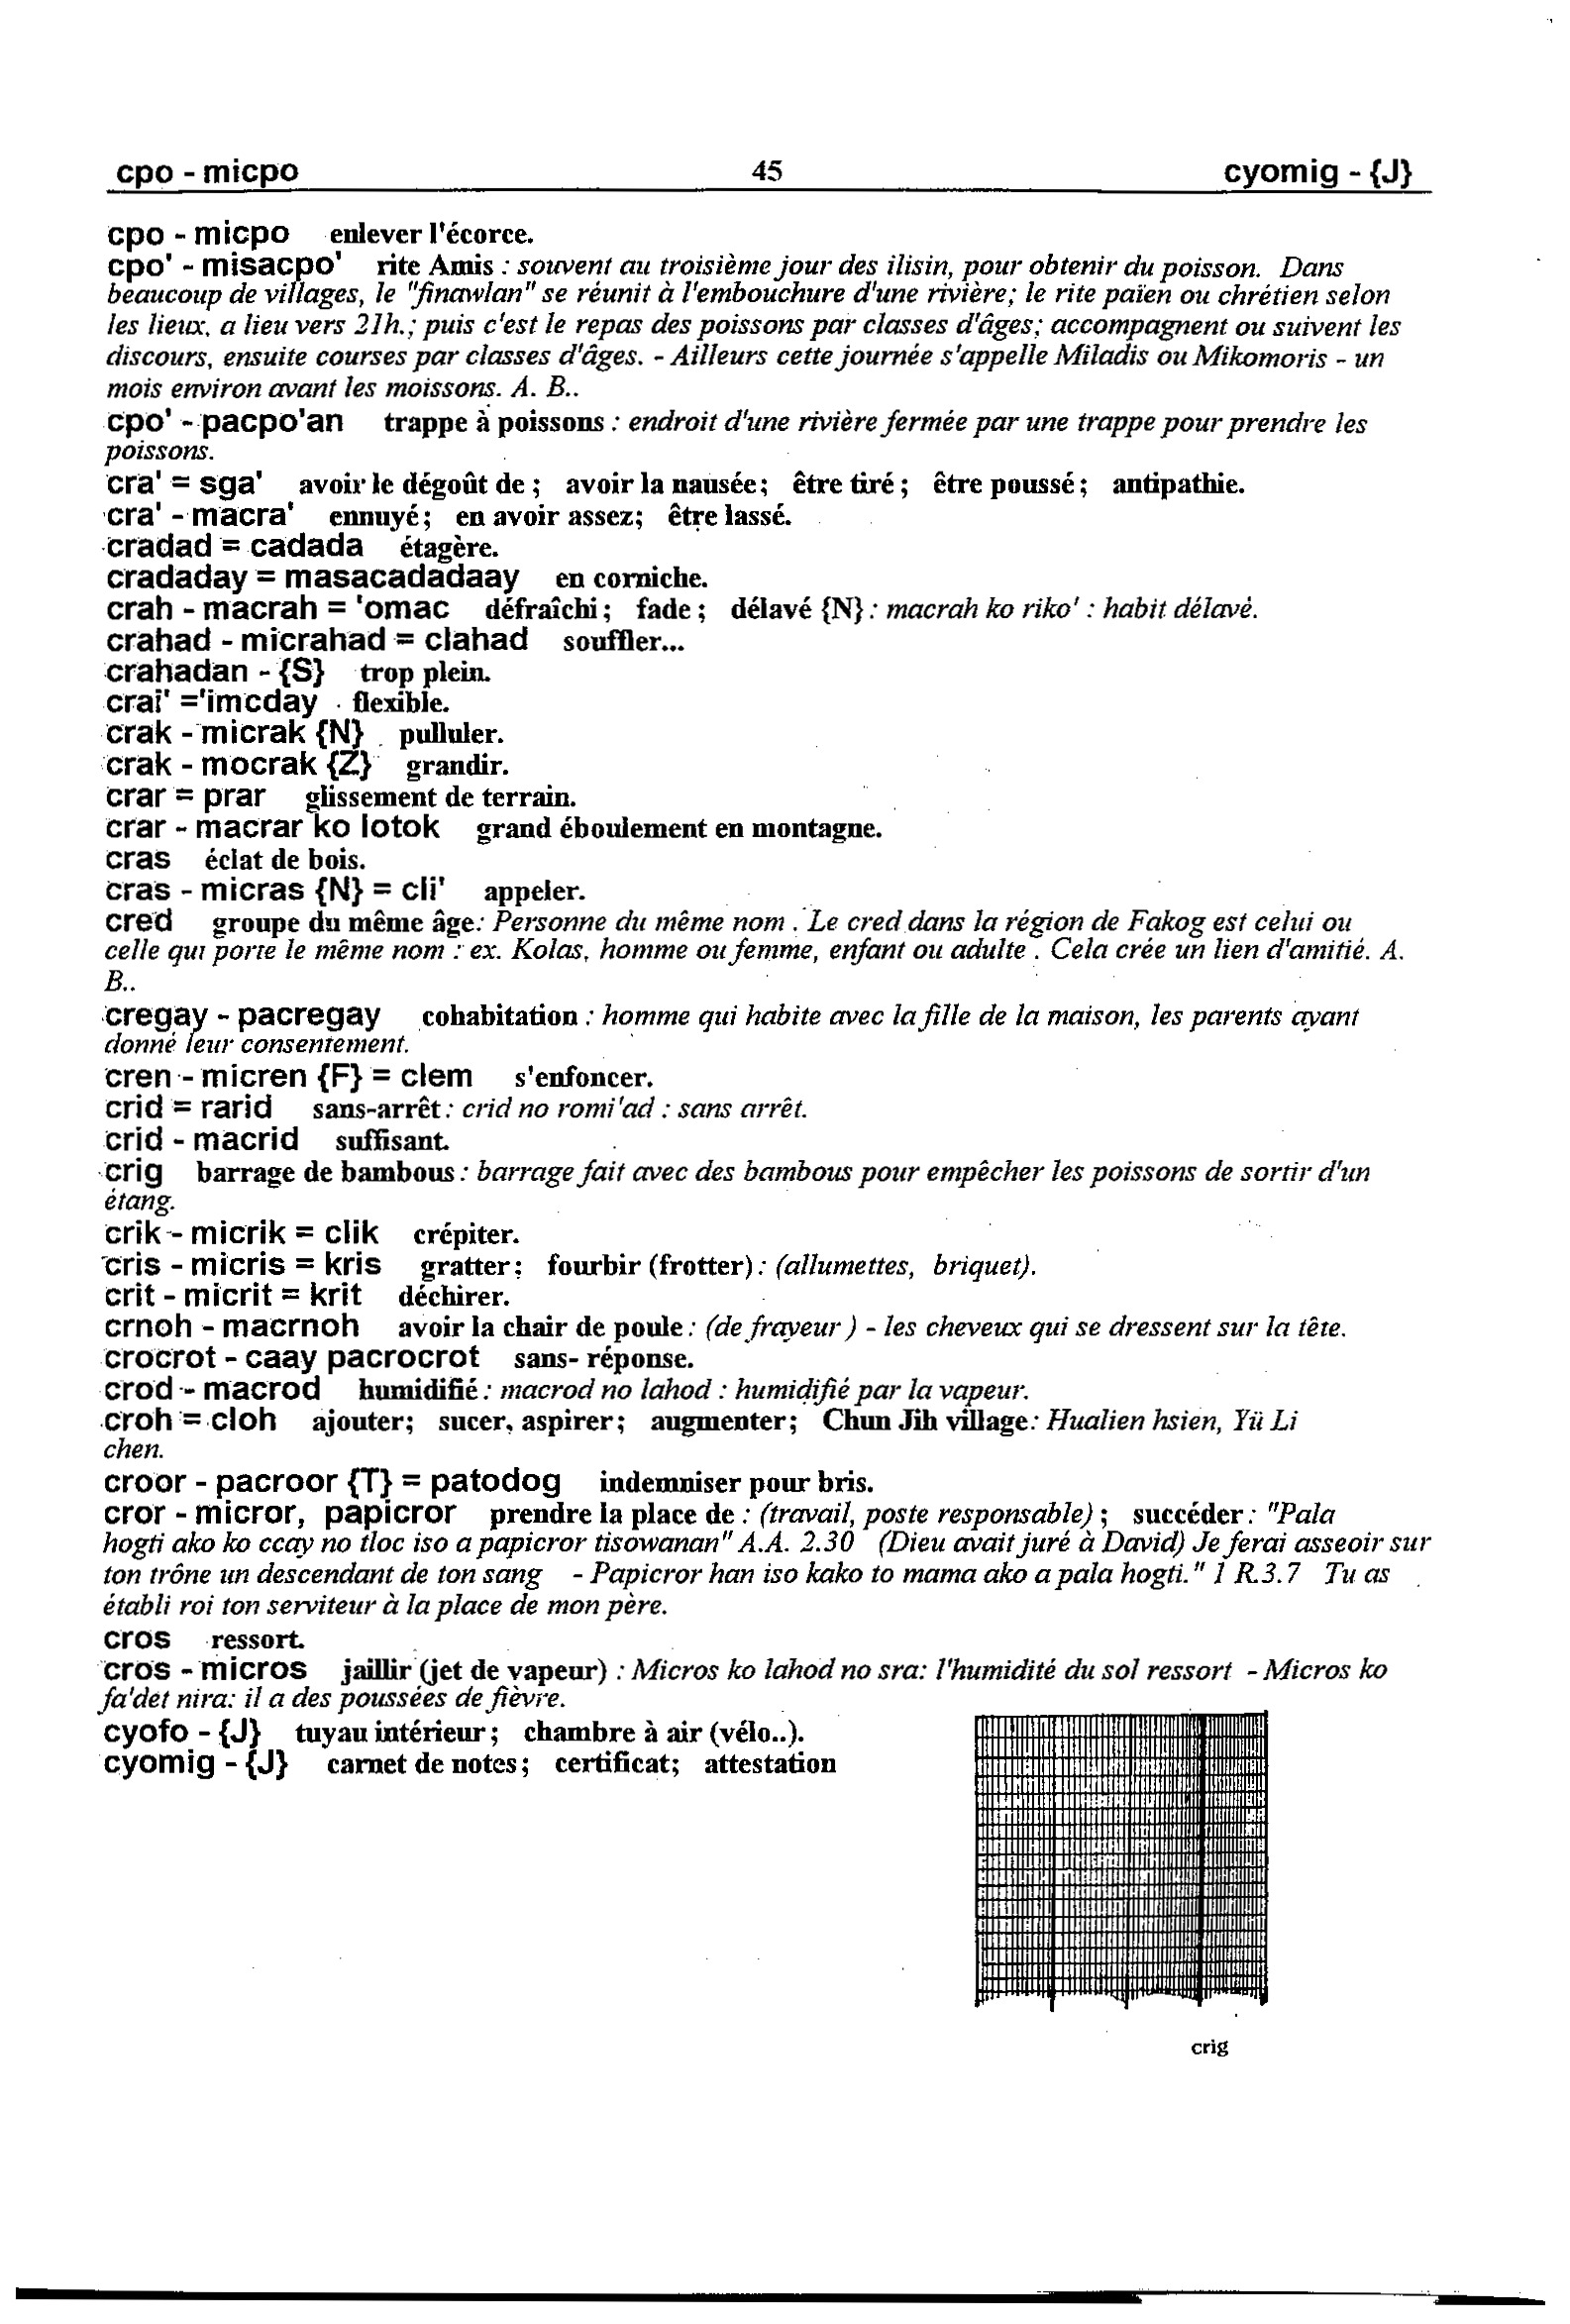 cpo - micpo 45 cyomig - {J}
cpo - micpo enlever l'écorce.
cpo' - misacpo' rite Amis : souvent au troisième jour des ilisin, pour obtenir du poisson. Dans
beaucoup de villages, le "finawlan" se réunit à l'embouchure d'une rivière; le rite païen ou chrétien selon
les lieux, a lieu vers 21h.; puis c'est le repas des poissons par classes d'âges; accompagnent ou suivent les
discours, ensuite courses par classes d'âges. - Ailleurs cette journée s'appelle Miladis ou Mikomoris - un
mois environ avant les moissons. A. B..
cpo' - pacpo'an trappe à poissons : endroit d'une rivière fermée par une trappe pour prendre les
poissons.
cra' = sga' avoir le dégoût de ; avoir la nausée; être tiré ; être poussé ; antipathie.
cra' - macra' ennuyé ; en avoir assez; être lassé.
cradad = cadada étagère.
cradaday = masacadadaay en corniche.
crah - macrah = 'omac défraîchi ; fade ; délavé {N} : macrah ko riko' : habit délavé.
crahad - micrahad = clahad souffler...
crahadan - {S} trop plein.
crai' ='imcday flexible.
crak - micrak {N} pulluler.
crak - mocrak {Z} grandir.
crar = prar glissement de terrain.
crar - macrar ko lotok grand éboulement en montagne.
cras éclat de bois.
cras - micras {N} = cli' appeler.
cred groupe du même âge: Personne du même nom . Le cred dans la région de Fakog est celui ou
celle qui porte le même nom : ex. Kolas, homme ou femme, enfant ou adulte . Cela crée un lien d'amitié. A.
B..
cregay - pacregay cohabitation : homme qui habite avec la fille de la maison, les parents ayant
donné leur consentement.
cren - micren {F} = clem s'enfoncer.
crid = rarid sans-arrêt : crid no romi'ad : sans arrêt.
crid - macrid suffisant.
crig barrage de bambous : barrage fait avec des bambous pour empêcher les poissons de sortir d'un
étang.
crik - micrik = clik crépiter.
cris - micris = kris gratter ; fourbir (frotter) : (allumettes, briquet).
crit - micrit = krit déchirer.
crnoh - macrnoh avoir la chair de poule : (de frayeur ) - les cheveux qui se dressent sur la tête.
crocrot - caay pacrocrot sans- réponse.
crod - macrod humidifié : macrod no lahod : humidifié par la vapeur.
croh = cloh ajouter; sucer, aspirer ; augmenter ; Chun Jih village: Hualien hsien, Yü Li
chen.
croor - pacroor {T} = patodog indemniser pour bris.
cror - micror, papicror prendre la place de : (travail, poste responsable) ; succéder : "Pala
hogti ako ko ccay no tloc iso a papicror tisowanan" A.A. 2.30 (Dieu avait juré à David) Je ferai asseoir sur
ton trône un descendant de ton sang - Papicror han iso kako to mama ako a pala hogti." 1 R.3.7 Tu as
établi roi ton serviteur à la place de mon père.
cros ressort.
cros - micros jaillir (jet de vapeur) : Micros ko lahod no sra: l'humidité du sol ressort - Micros ko
fa'det nira: il a des poussées de fièvre.
cyofo - {J} tuyau intérieur ; chambre à air (vélo..).
cyomig - {J} carnet de notes ; certificat; attestation
crig